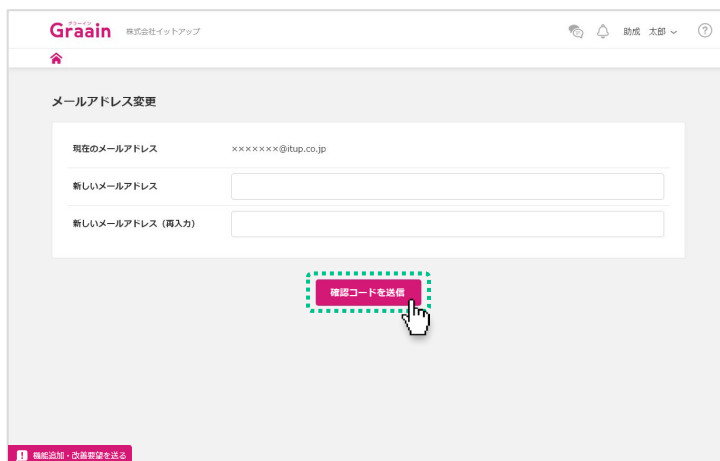 グラーイン
Graain 株式会社イットアップ 助成 太郎 ?
メールアドレス変更
現在のメールアドレス ×××××××@itup.co.jp
新しいメールアドレス
新しいメールアドレス（再入力）
確認コードを送信
! 機能追加・改善要望を送る